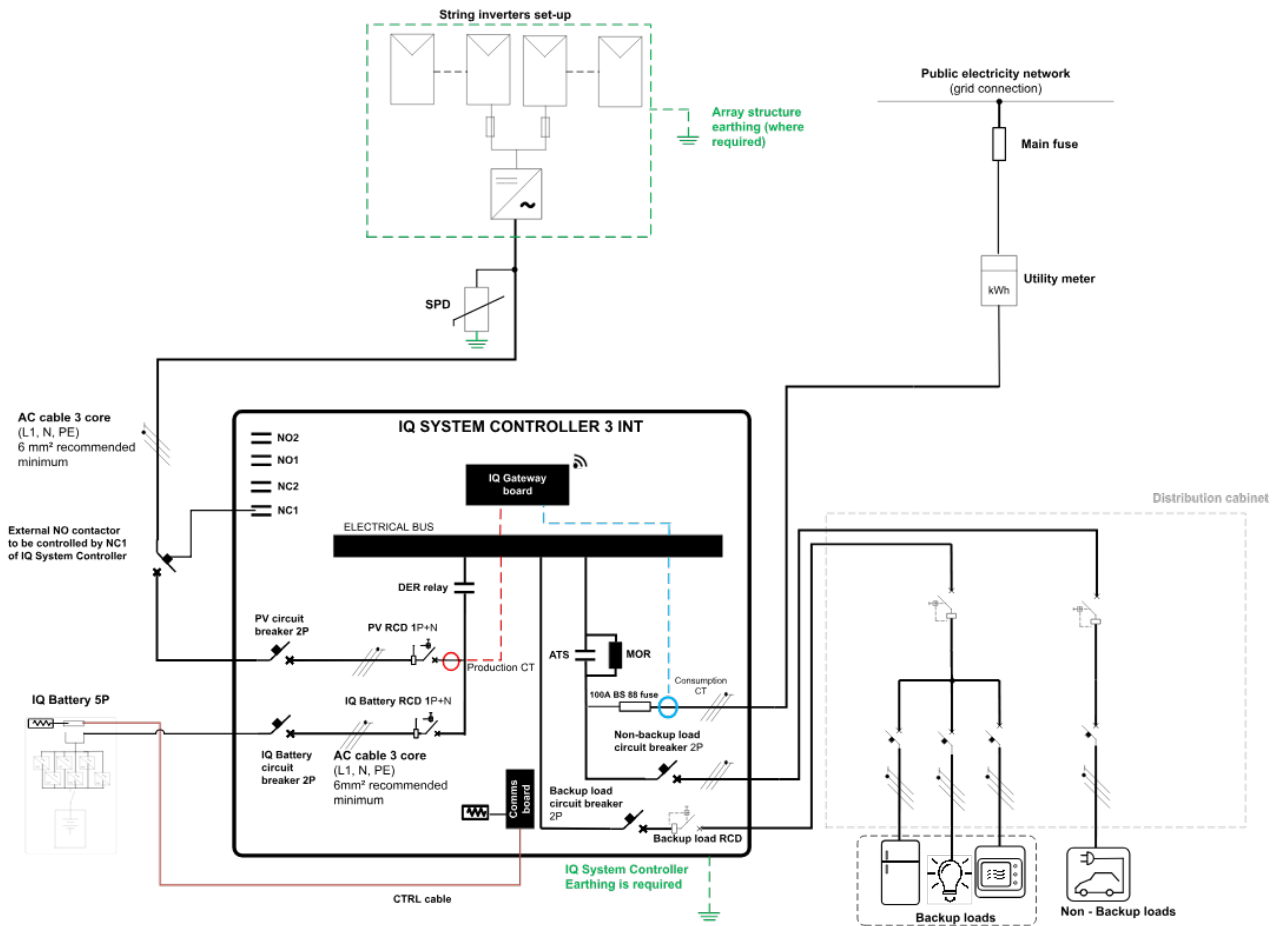 String inverters set-up
Public electricity network
(grid connection)
Array structure
earthing (where
required)
Main fuse
Utility meter
kWh
SPD
AC cable 3 core
(L1, N, PE)
6 mm² recommended
minimum
IQ SYSTEM CONTROLLER 3 INT
NO2
NO1
NC2
NC1
IQ Gateway
board
Distribution cabinet
External NO contactor
to be controlled by NC1
of IQ System Controller
ELECTRICAL BUS
DER relay
PV circuit
breaker 2P
PV RCD 1P+N
Production CT
ATS
MOR
Consumption
CT
100A BS 88 fuse
IQ Battery 5P
IQ Battery RCD 1P+N
IQ Battery
circuit
breaker 2P
AC cable 3 core
(L1, N, PE)
6mm² recommended
minimum
Non-backup load
circuit breaker 2P
Comms
board
Backup load
circuit breaker
2P
Backup load RCD
IQ System Controller
Earthing is required
CTRL cable
Backup loads
Non - Backup loads